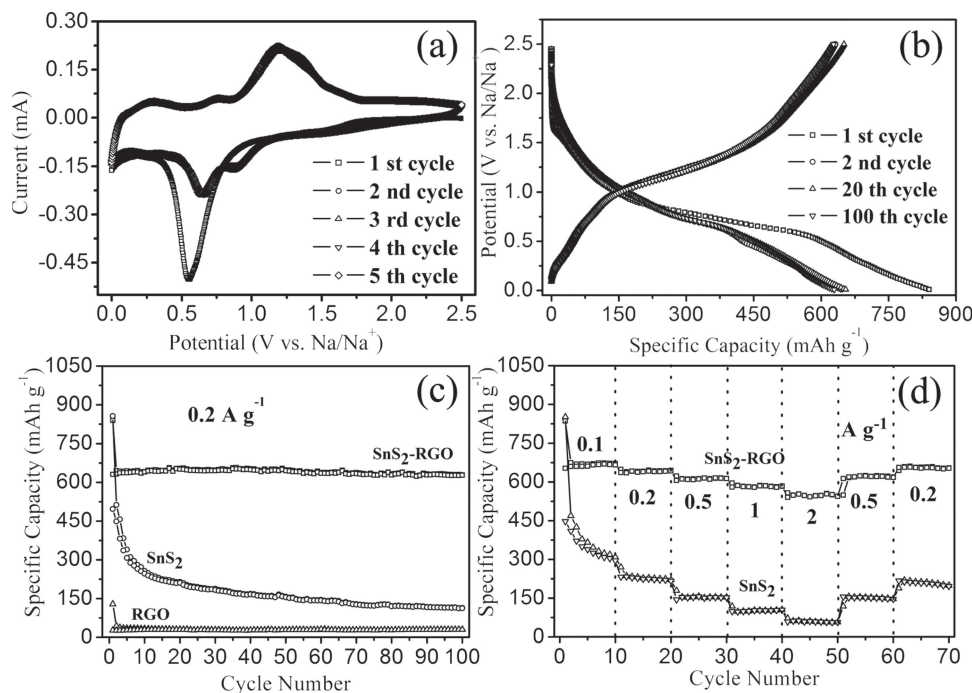 (a)
0.30
0.15
0.00
-0.15
-0.30
-0.45
Current (mA)
1 st cycle
2 nd cycle
3 rd cycle
4 th cycle
5 th cycle
0.0 0.5 1.0 1.5 2.0 2.5
Potential (V vs. Na/Na+)
(b)
2.5
2.0
1.5
1.0
0.5
0.0
Potential (V vs. Na/Na)
1 st cycle
2 nd cycle
20 th cycle
100 th cycle
0 150 300 450 600 750 900
Specific Capacity (mAh g-1)
(c)
1050
900
750
600
450
300
150
0
Specific Capacity (mAh g-1)
0.2 A g-1
SnS2-RGO
SnS2
RGO
0 10 20 30 40 50 60 70 80 90 100
Cycle Number
(d)
1050
900
750
600
450
300
150
0
Specific Capacity (mAh g-1)
A g-1
0.1
SnS2-RGO
0.2 0.5 1 2 0.5 0.2
SnS2
0 10 20 30 40 50 60 70
Cycle Number